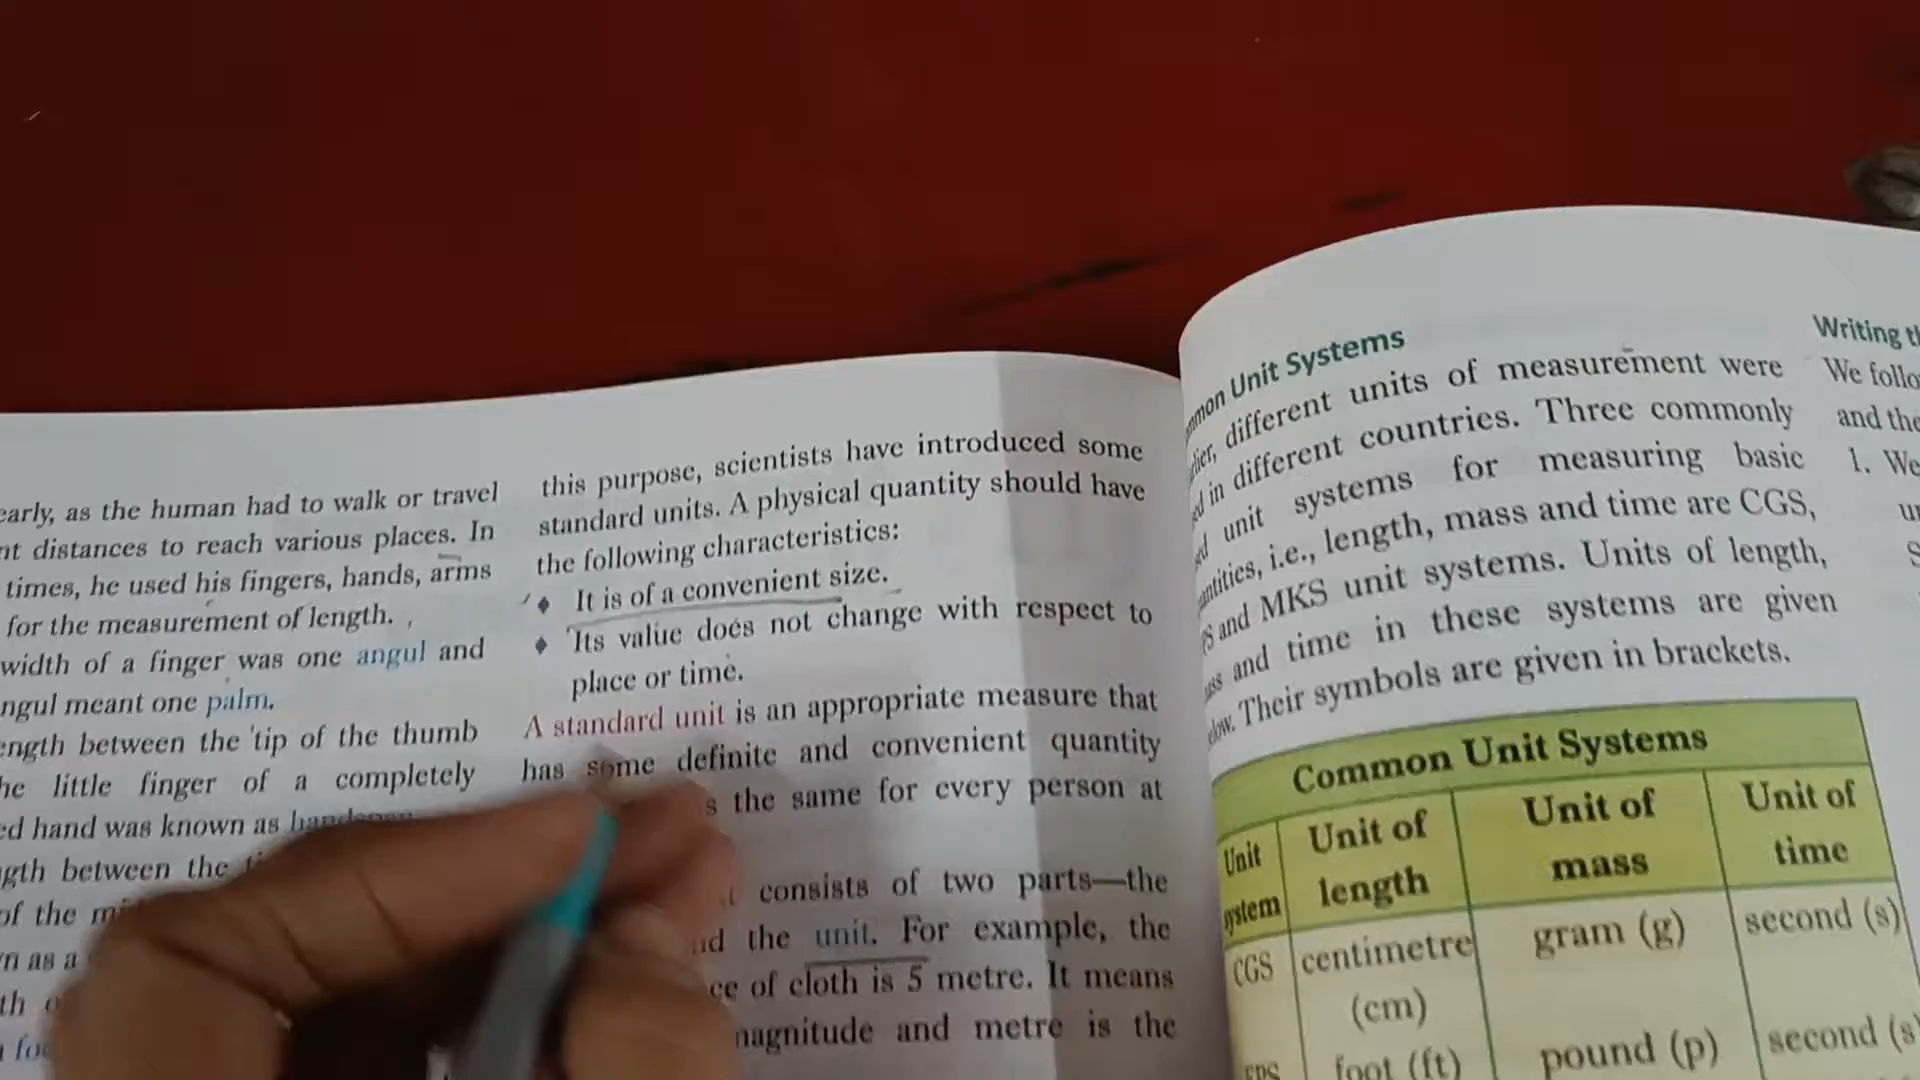 early, as the human had to walk or travel
distances to reach various places. In
times, he used his fingers, hands, arms
for the measurement of length.
width of a finger was one angul and
meant one palm.
length between the tip of the thumb
little finger of a completely
hand was known as
between the
of the
as a
this purpose, scientists have introduced some
standard units. A physical quantity should have
the following characteristics:
♦ It is of a convenient size.
♦ Its value does not change with respect to
place or time.
A standard unit is an appropriate measure that
has some definite and convenient quantity
the same for every person at
consists of two parts—the
the unit. For example, the
of cloth is 5 metre. It means
magnitude and metre is the
Unit Systems
different units of measurement were
in different countries. Three commonly
unit systems for measuring basic
i.e., length, mass and time are CGS,
and MKS unit systems. Units of length,
and time in these systems are given
Their symbols are given in brackets.
Common Unit Systems
Unit
system
Unit of
length
Unit of
mass
Unit of
time
CGS
centimetre
(cm)
gram (g)
second (s)
FPS
foot (ft)
pound (p)
second (s)
Writing
We
and the
1. We